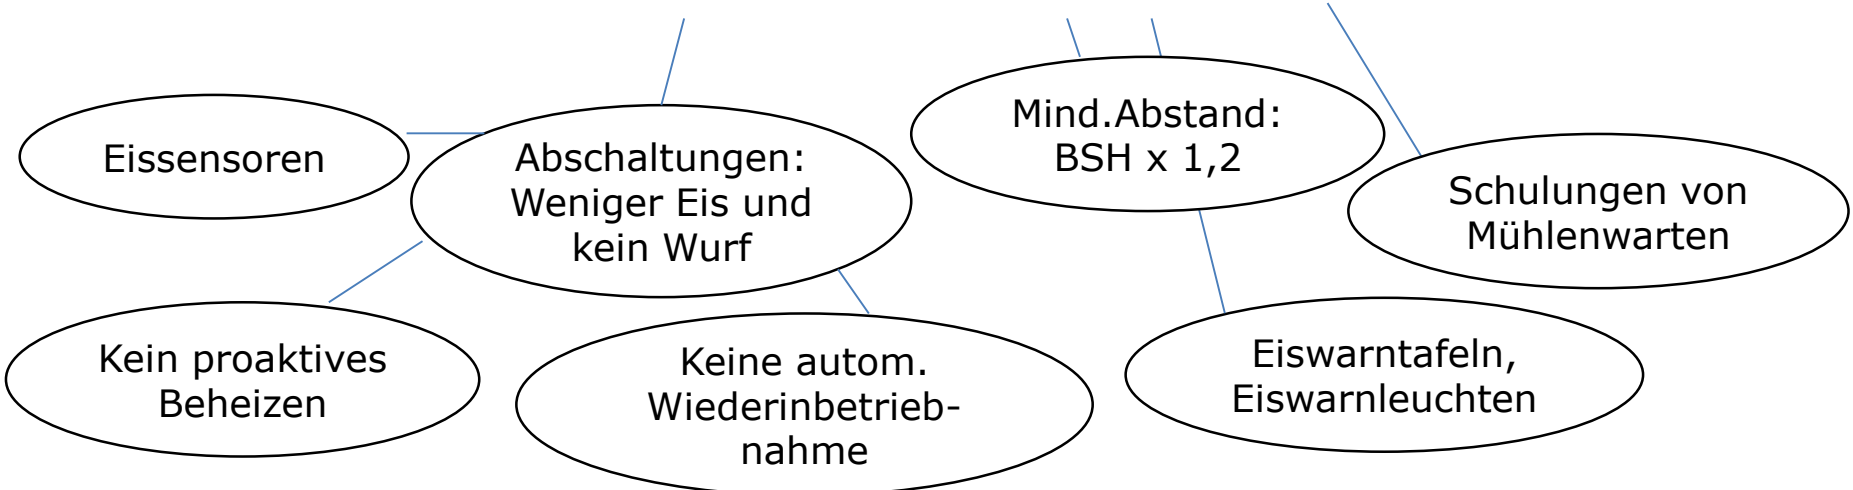 Eissensoren
Abschaltungen:
Weniger Eis und
kein Wurf
Mind.Abstand:
BSH x 1,2
Schulungen von
Mühlenwarten
Kein proaktives
Beheizen
Keine autom.
Wiederinbetrieb-
nahme
Eiswarntafeln,
Eiswarnleuchten